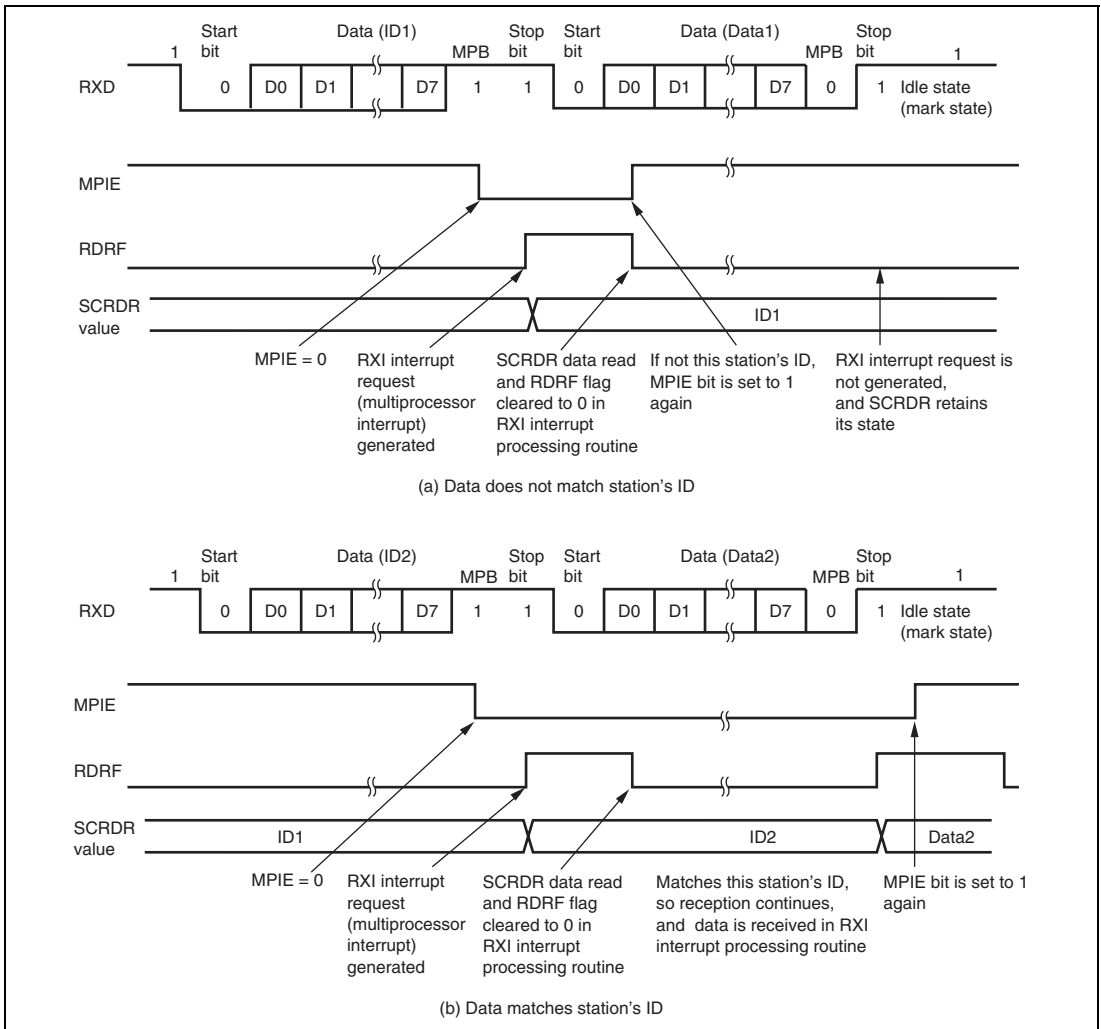 Start Data (ID1) Stop Start Data (Data1) Stop
1 bit MPB bit bit MPB bit 1
RXD 0 D0 D1 D7 1 1 0 D0 D1 D7 0 1 Idle state
(mark state)
MPIE
RDRF
SCRDR
value
ID1
MPIE = 0
RXI interrupt
request
(multiprocessor
interrupt)
generated
SCRDR data read
and RDRF flag
cleared to 0 in
RXI interrupt
processing routine
If not this station's ID,
MPIE bit is set to 1
again
RXI interrupt request is
not generated,
and SCRDR retains
its state
(a) Data does not match station's ID
Start Data (ID2) Stop Start Data (Data2) Stop
1 bit MPB bit bit MPB bit 1
RXD 0 D0 D1 D7 1 1 0 D0 D1 D7 0 1 Idle state
(mark state)
MPIE
RDRF
SCRDR
value
ID1 ID2 Data2
MPIE = 0
RXI interrupt
request
(multiprocessor
interrupt)
generated
SCRDR data read
and RDRF flag
cleared to 0 in
RXI interrupt
processing routine
Matches this station's ID,
so reception continues,
and data is received in RXI
interrupt processing routine
MPIE bit is set to 1
again
(b) Data matches station's ID